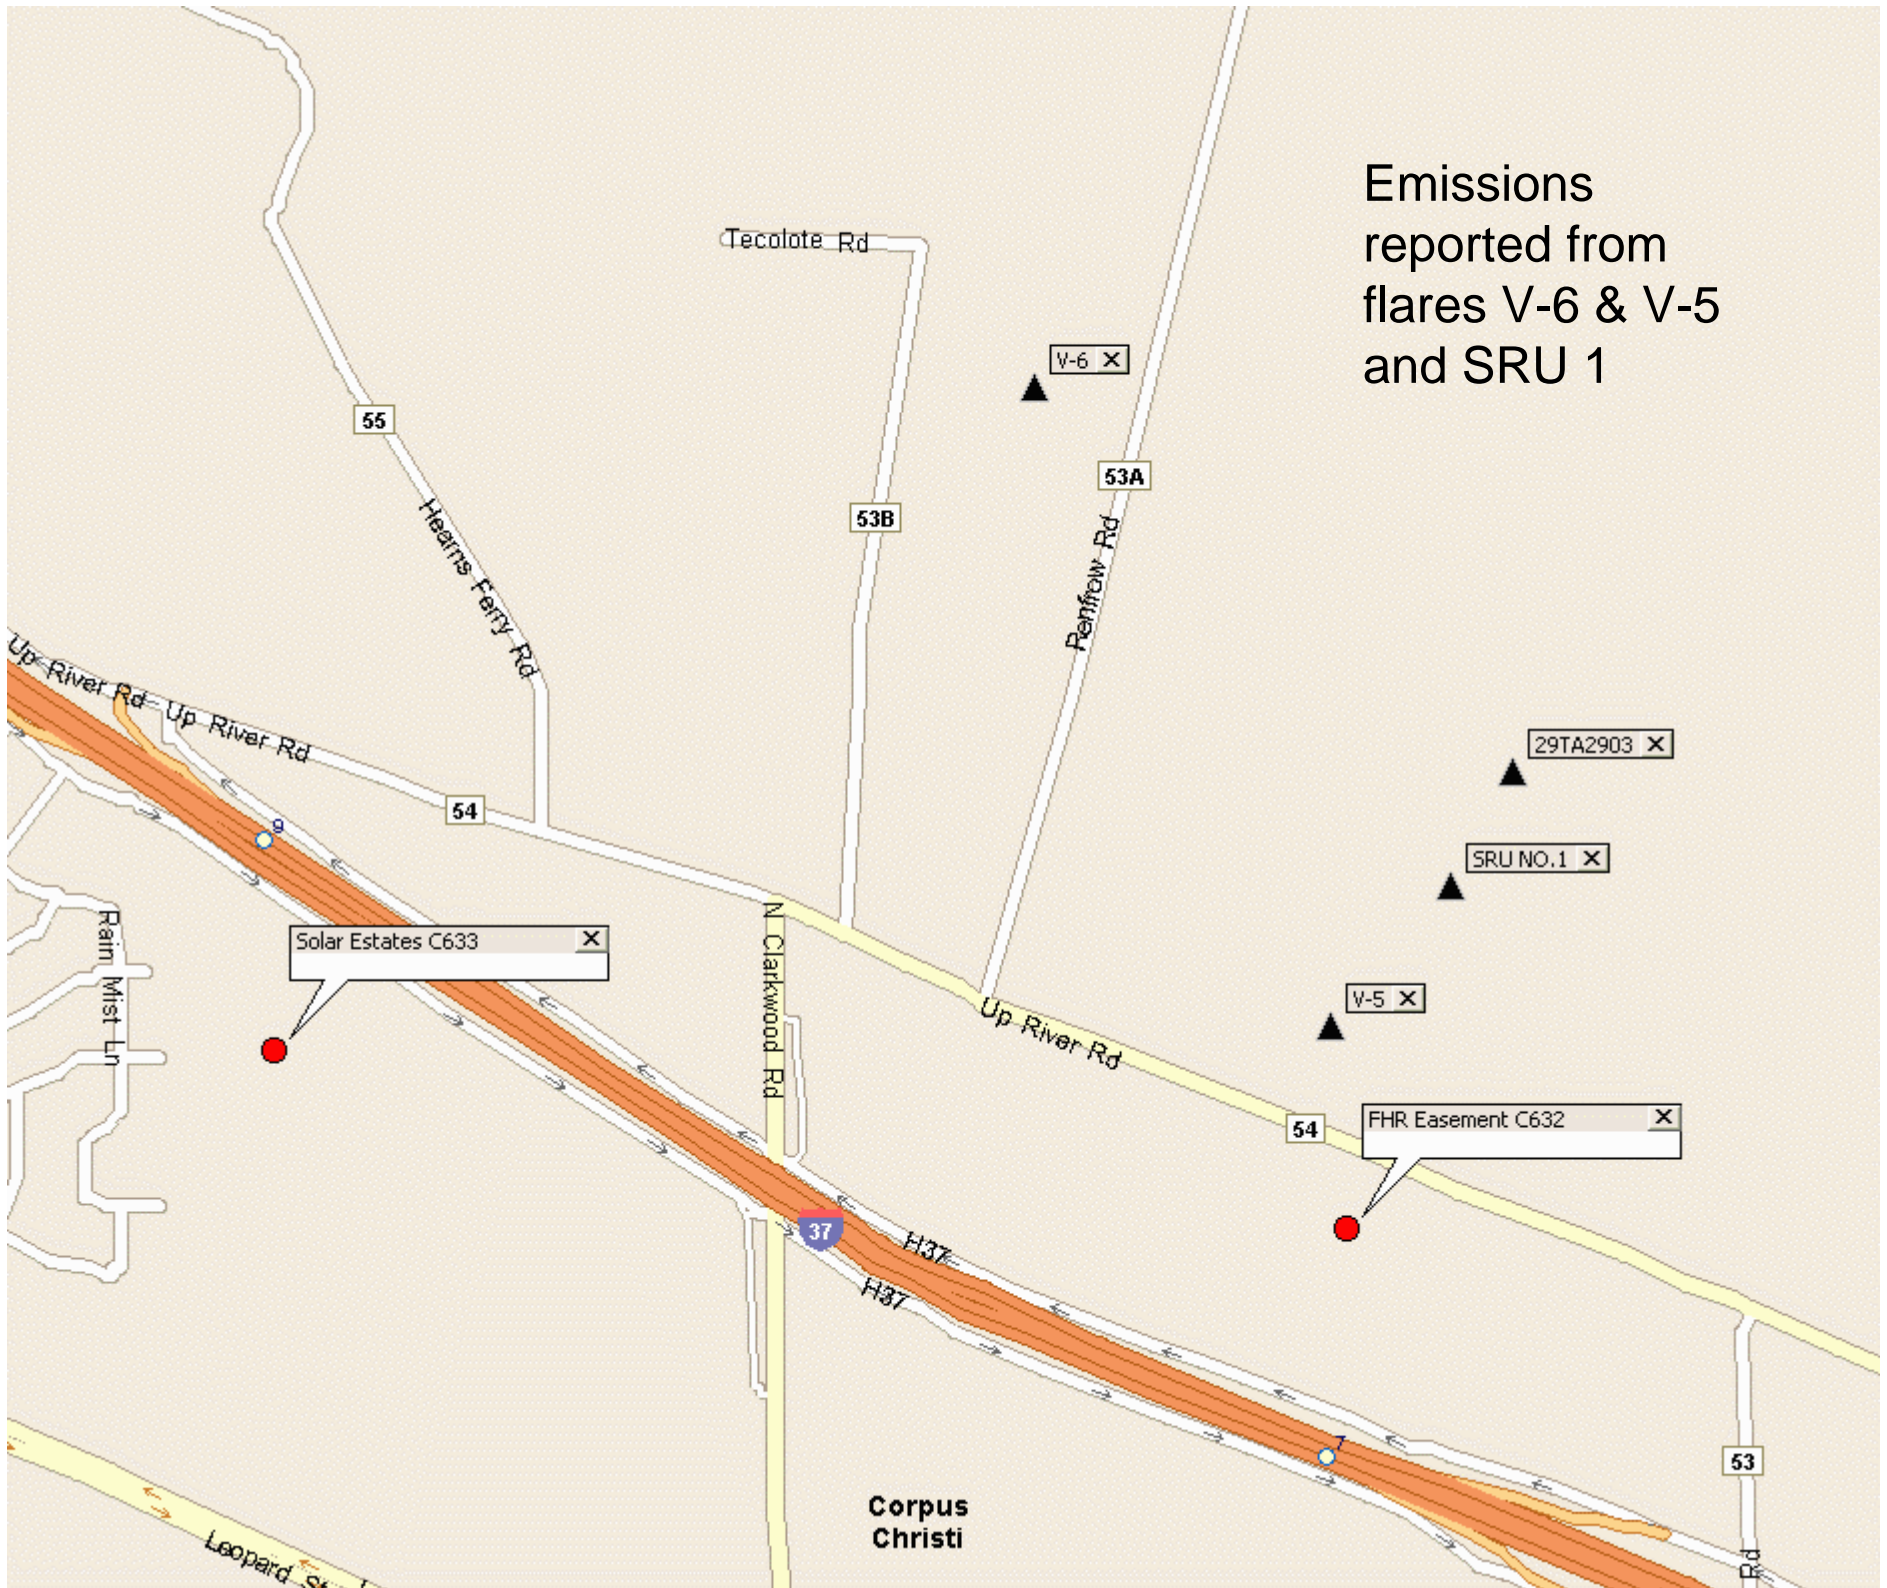 Emissions
reported from
flares V-6 & V-5
and SRU 1
Tecolote Rd
V-6
55
53A
53B
Hearns Ferry Rd
Renfrow Rd
Up River Rd
Up River Rd
29TA2903
54
9
SRU NO.1
Rain Mist Ln
Solar Estates C633
N Clarkwood Rd
V-5
Up River Rd
54
FHR Easement C632
37
H37
H37
7
53
Corpus
Christi
Leopard St
Rd